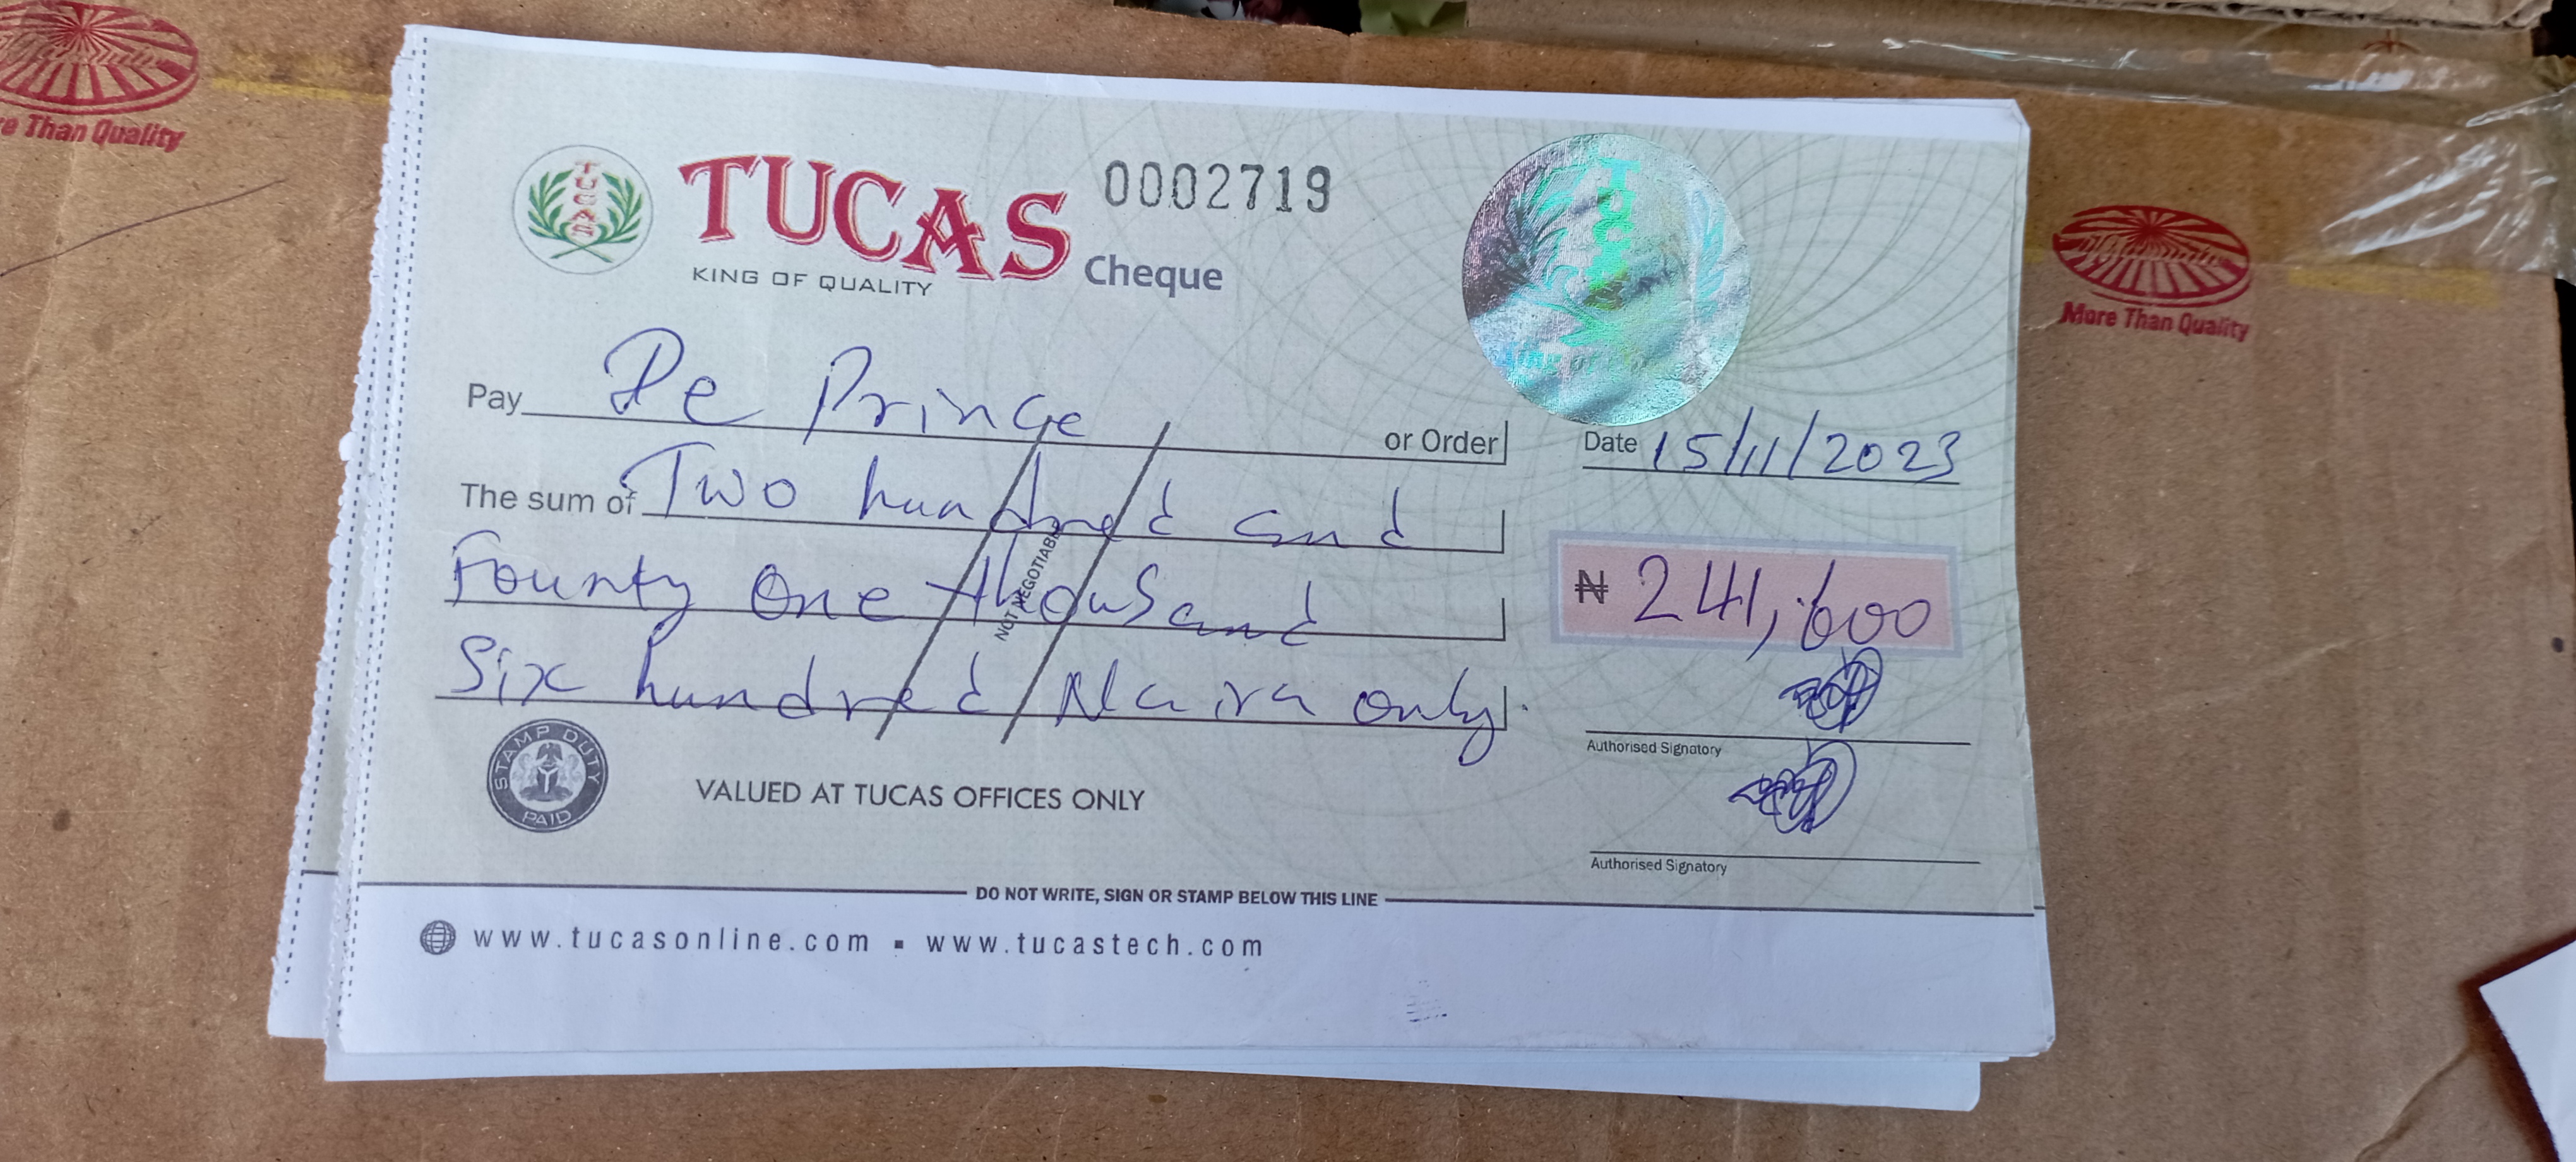 More Than Quality
TUCAS
TUCAS
KING OF QUALITY
0002719
Cheque
TUCAS
Pay De Prince or Order
Date 15/11/2023
The sum of Two hundred and
Founty One thousand
Six hundred Naira only.
NOT NEGOTIABLE
₦ 241,600
Authorised Signatory
Authorised Signatory
STAMP DUTY
PAID
VALUED AT TUCAS OFFICES ONLY
DO NOT WRITE, SIGN OR STAMP BELOW THIS LINE
www.tucasonline.com ▪ www.tucastech.com
re Than Quality